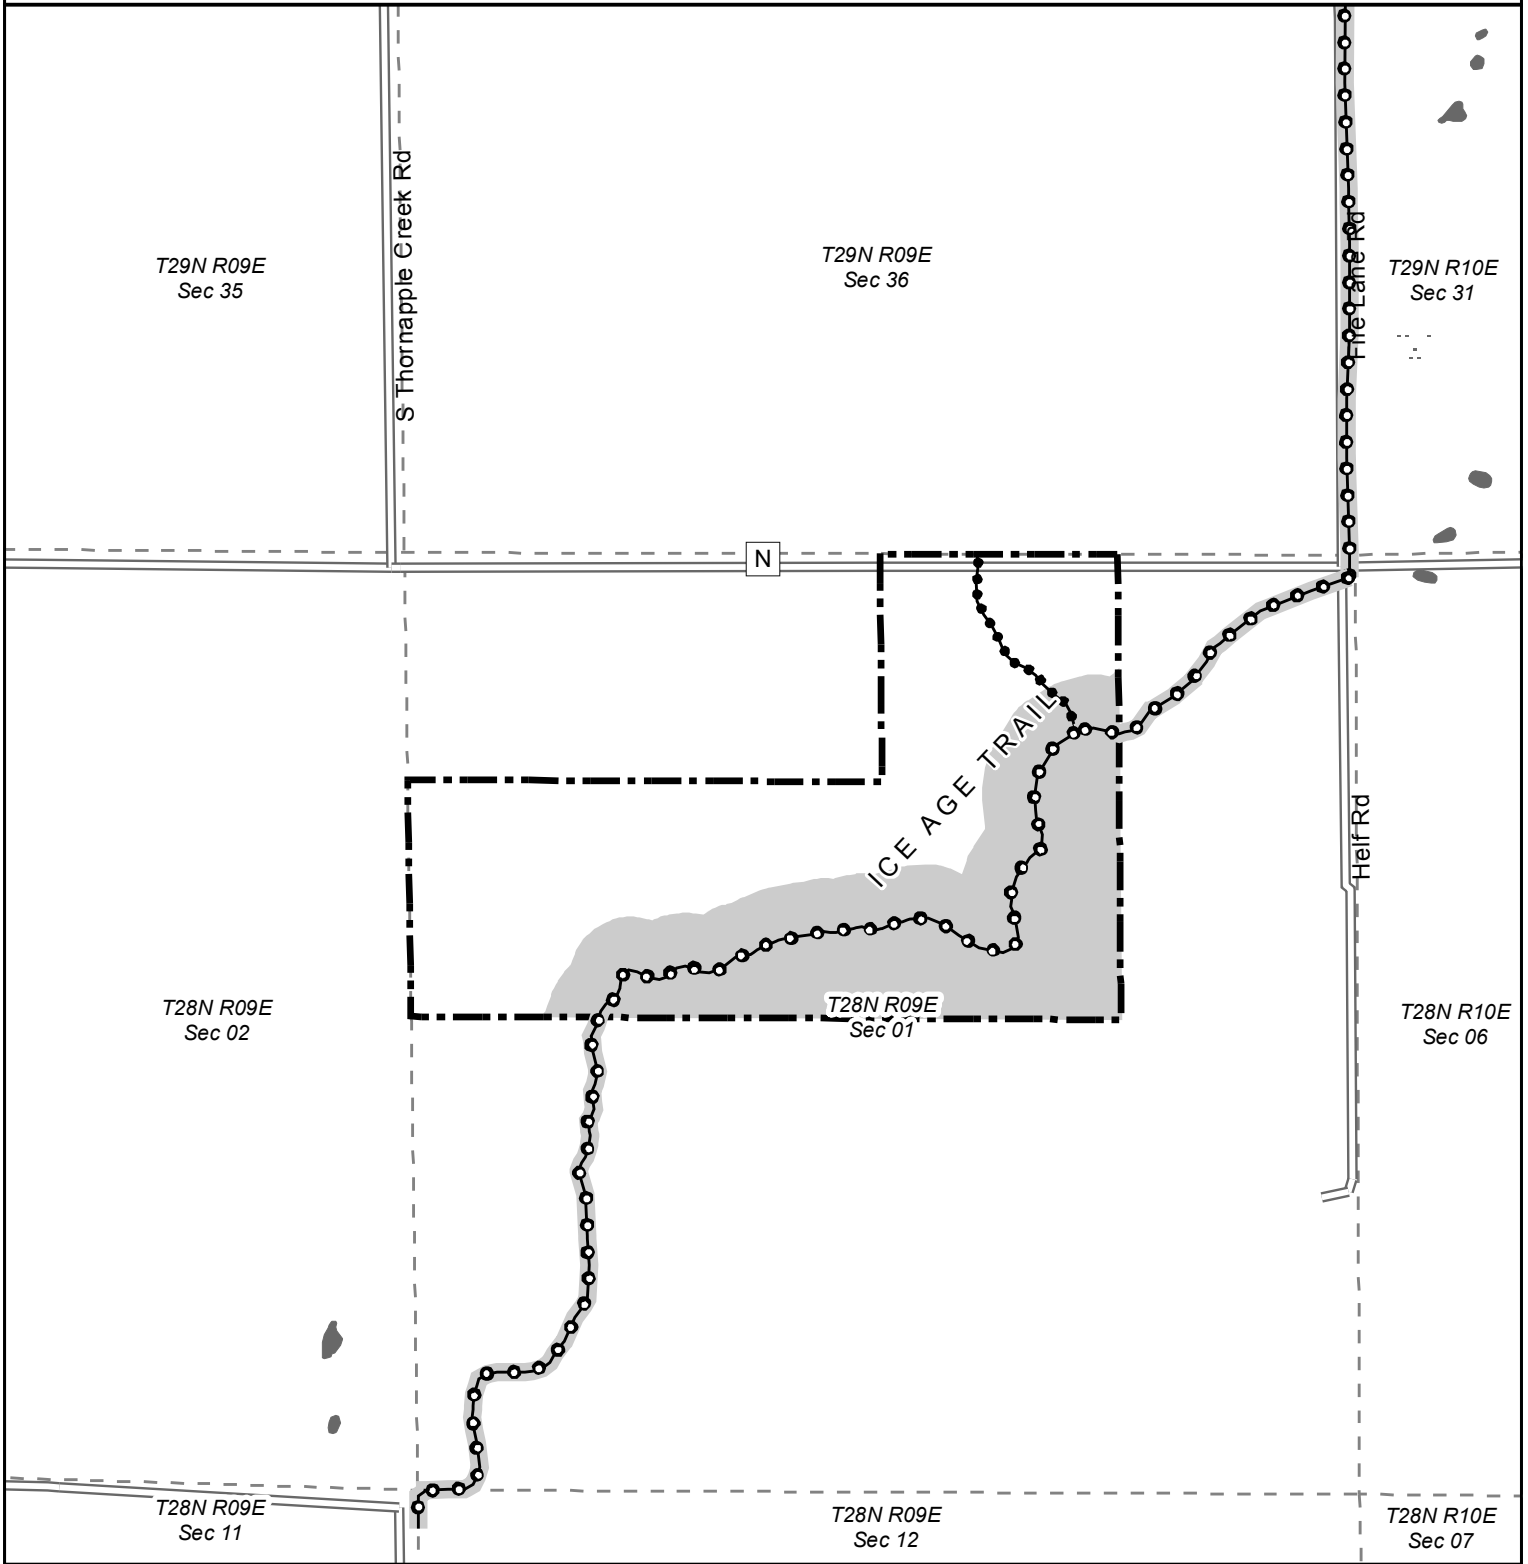 S Thornapple Creek Rd
T29N R09E
Sec 35
T29N R09E
Sec 36
Fire Lane Rd
T29N R10E
Sec 31
N
ICE AGE TRAIL
Helf Rd
T28N R09E
Sec 02
T28N R09E
Sec 01
T28N R10E
Sec 06
T28N R09E
Sec 11
T28N R09E
Sec 12
T28N R10E
Sec 07